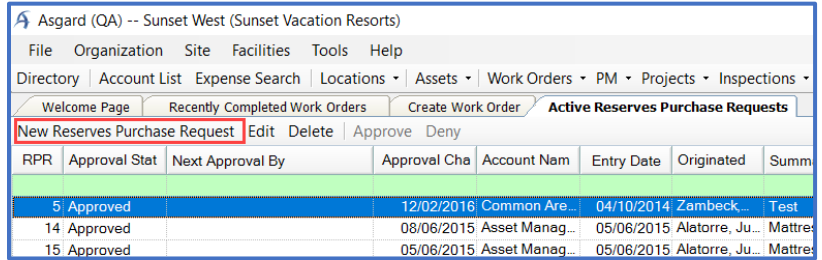 Asgard (QA) -- Sunset West (Sunset Vacation Resorts)
File Organization Site Facilities Tools Help
Directory Account List Expense Search Locations Assets Work Orders PM Projects Inspections
Welcome Page Recently Completed Work Orders Create Work Order Active Reserves Purchase Requests
New Reserves Purchase Request Edit Delete Approve Deny
RPR Approval Stat Next Approval By Approval Cha Account Nam Entry Date Originated Summa
5 Approved 12/02/2016 Common Are... 04/10/2014 Zambeck,... Test
14 Approved 08/06/2015 Asset Manag... 05/06/2015 Alatorre, Ju... Mattres
15 Approved 05/06/2015 Asset Manag... 05/06/2015 Alatorre, Ju... Mattres